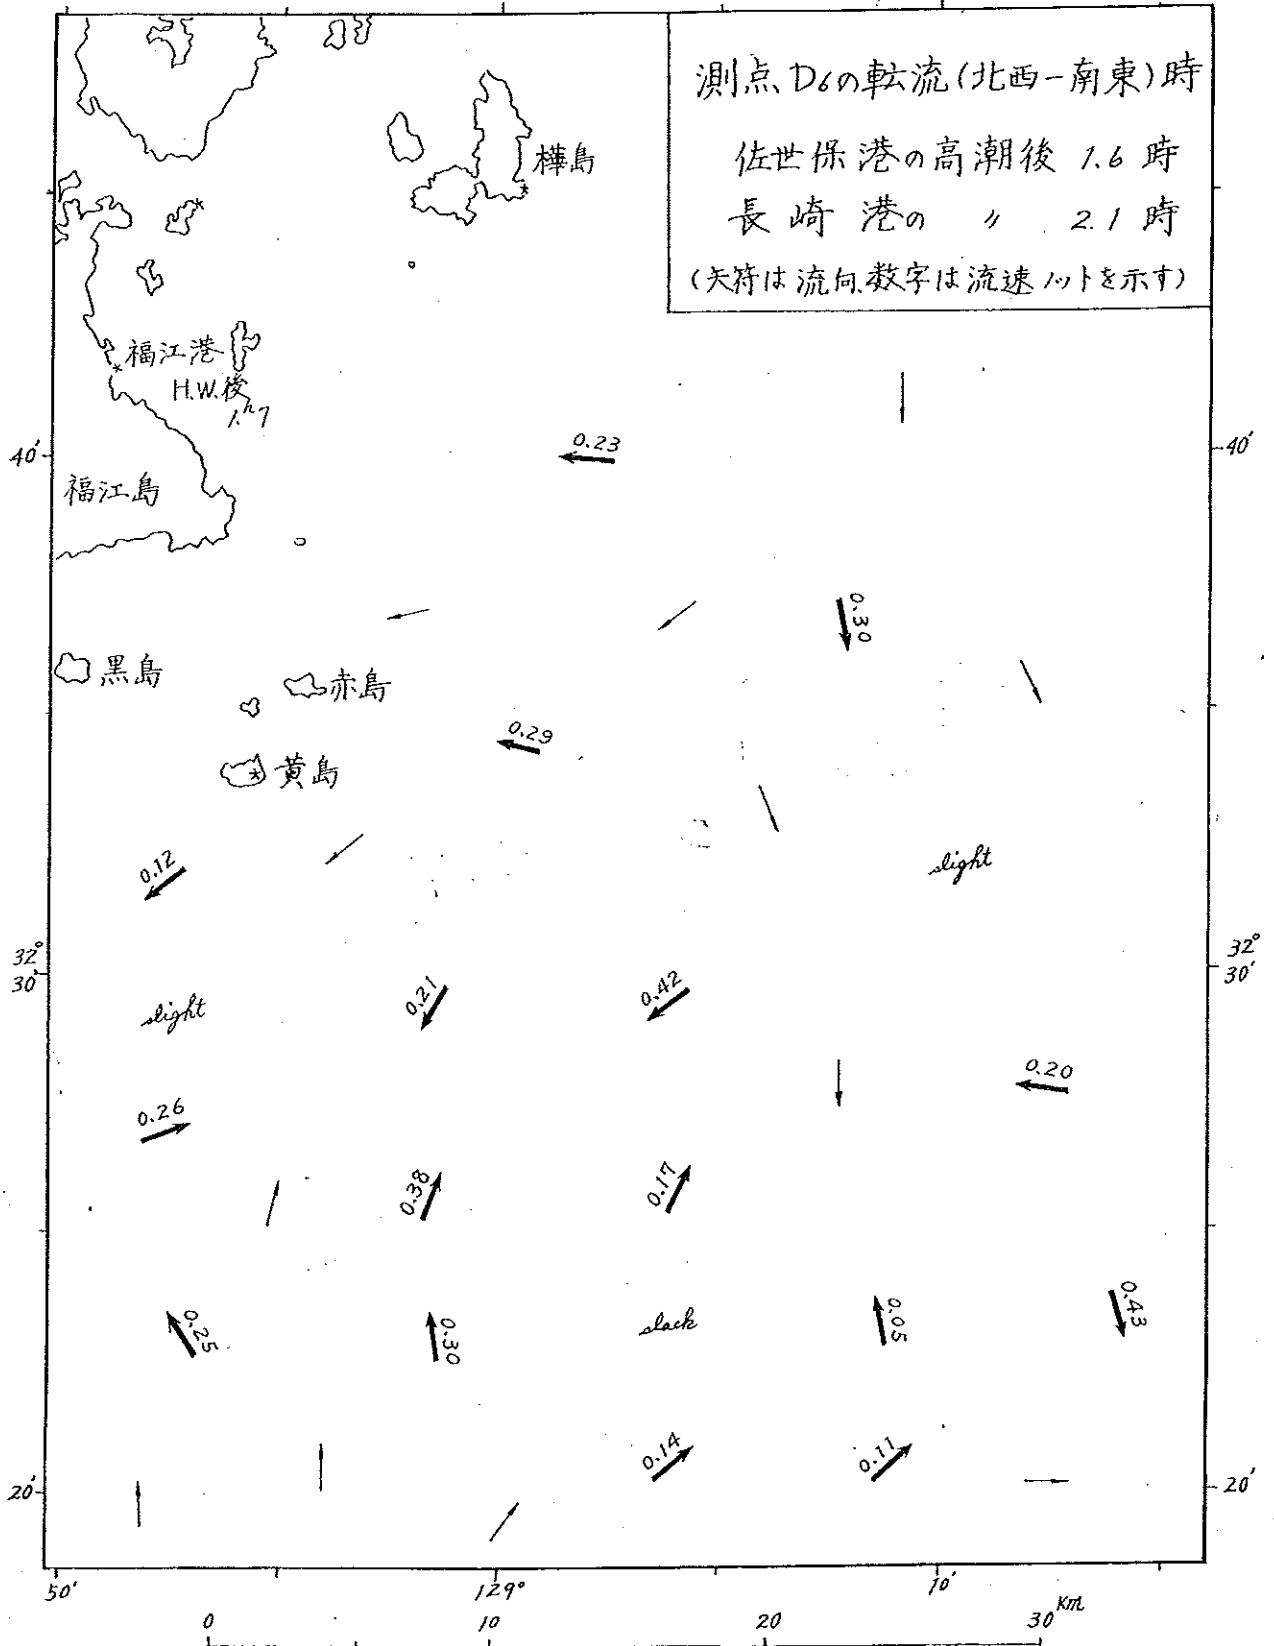 測点 D6の転流(北西-南東)時
佐世保港の高潮後 1.6 時
長崎港の 〃 2.1 時
(矢符は流向、数字は流速ノットを示す)
樺島
福江港
H.W.後
1.h7
40'
0.23
40'
福江島
0.30
黒島
赤島
0.29
黄島
0.12
slight
32°
30'
32°
30'
slight
0.21
0.42
0.20
0.26
0.38
0.17
0.25
0.30
slack
0.05
0.43
0.14
0.11
20'
20'
50'
129°
10'
0
10
20
30 Km